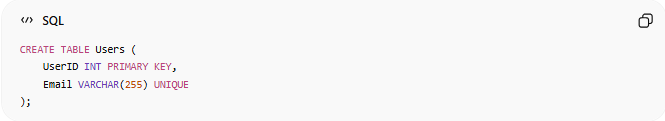 SQL
CREATE TABLE Users (
    UserID INT PRIMARY KEY,
    Email VARCHAR(255) UNIQUE
);